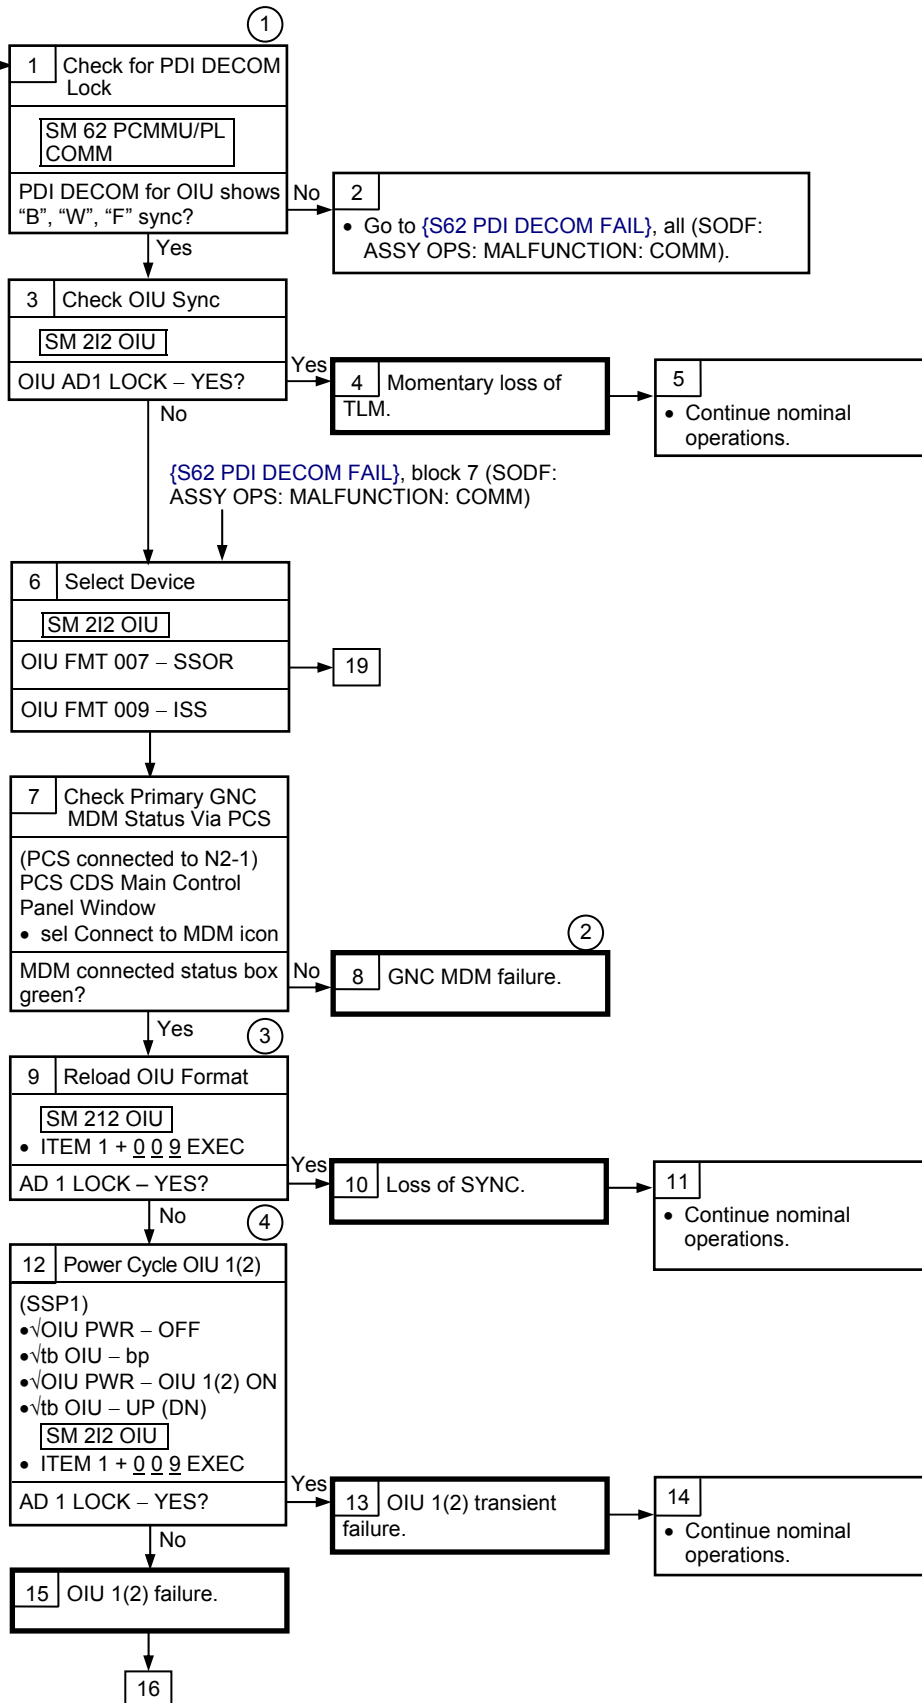 1
1 Check for PDI DECOM
Lock
SM 62 PCMMU/PL
COMM
PDI DECOM for OIU shows
“B”, “W”, “F” sync?
No
2
• Go to {S62 PDI DECOM FAIL}, all (SODF:
ASSY OPS: MALFUNCTION: COMM).
Yes
3 Check OIU Sync
SM 2I2 OIU
OIU AD1 LOCK – YES?
Yes
4 Momentary loss of
TLM.
5
• Continue nominal
operations.
No
{S62 PDI DECOM FAIL}, block 7 (SODF:
ASSY OPS: MALFUNCTION: COMM)
6 Select Device
SM 2I2 OIU
OIU FMT 007 – SSOR
19
OIU FMT 009 – ISS
7 Check Primary GNC
MDM Status Via PCS
(PCS connected to N2-1)
PCS CDS Main Control
Panel Window
• sel Connect to MDM icon
MDM connected status box
green?
No
2
8 GNC MDM failure.
Yes
3
9 Reload OIU Format
SM 212 OIU
• ITEM 1 + 0 0 9 EXEC
AD 1 LOCK – YES?
Yes
10 Loss of SYNC.
11
• Continue nominal
operations.
No
4
12 Power Cycle OIU 1(2)
(SSP1)
•√OIU PWR – OFF
•√tb OIU – bp
•√OIU PWR – OIU 1(2) ON
•√tb OIU – UP (DN)
SM 2I2 OIU
• ITEM 1 + 0 0 9 EXEC
AD 1 LOCK – YES?
Yes
13 OIU 1(2) transient
failure.
14
• Continue nominal
operations.
No
15 OIU 1(2) failure.
16